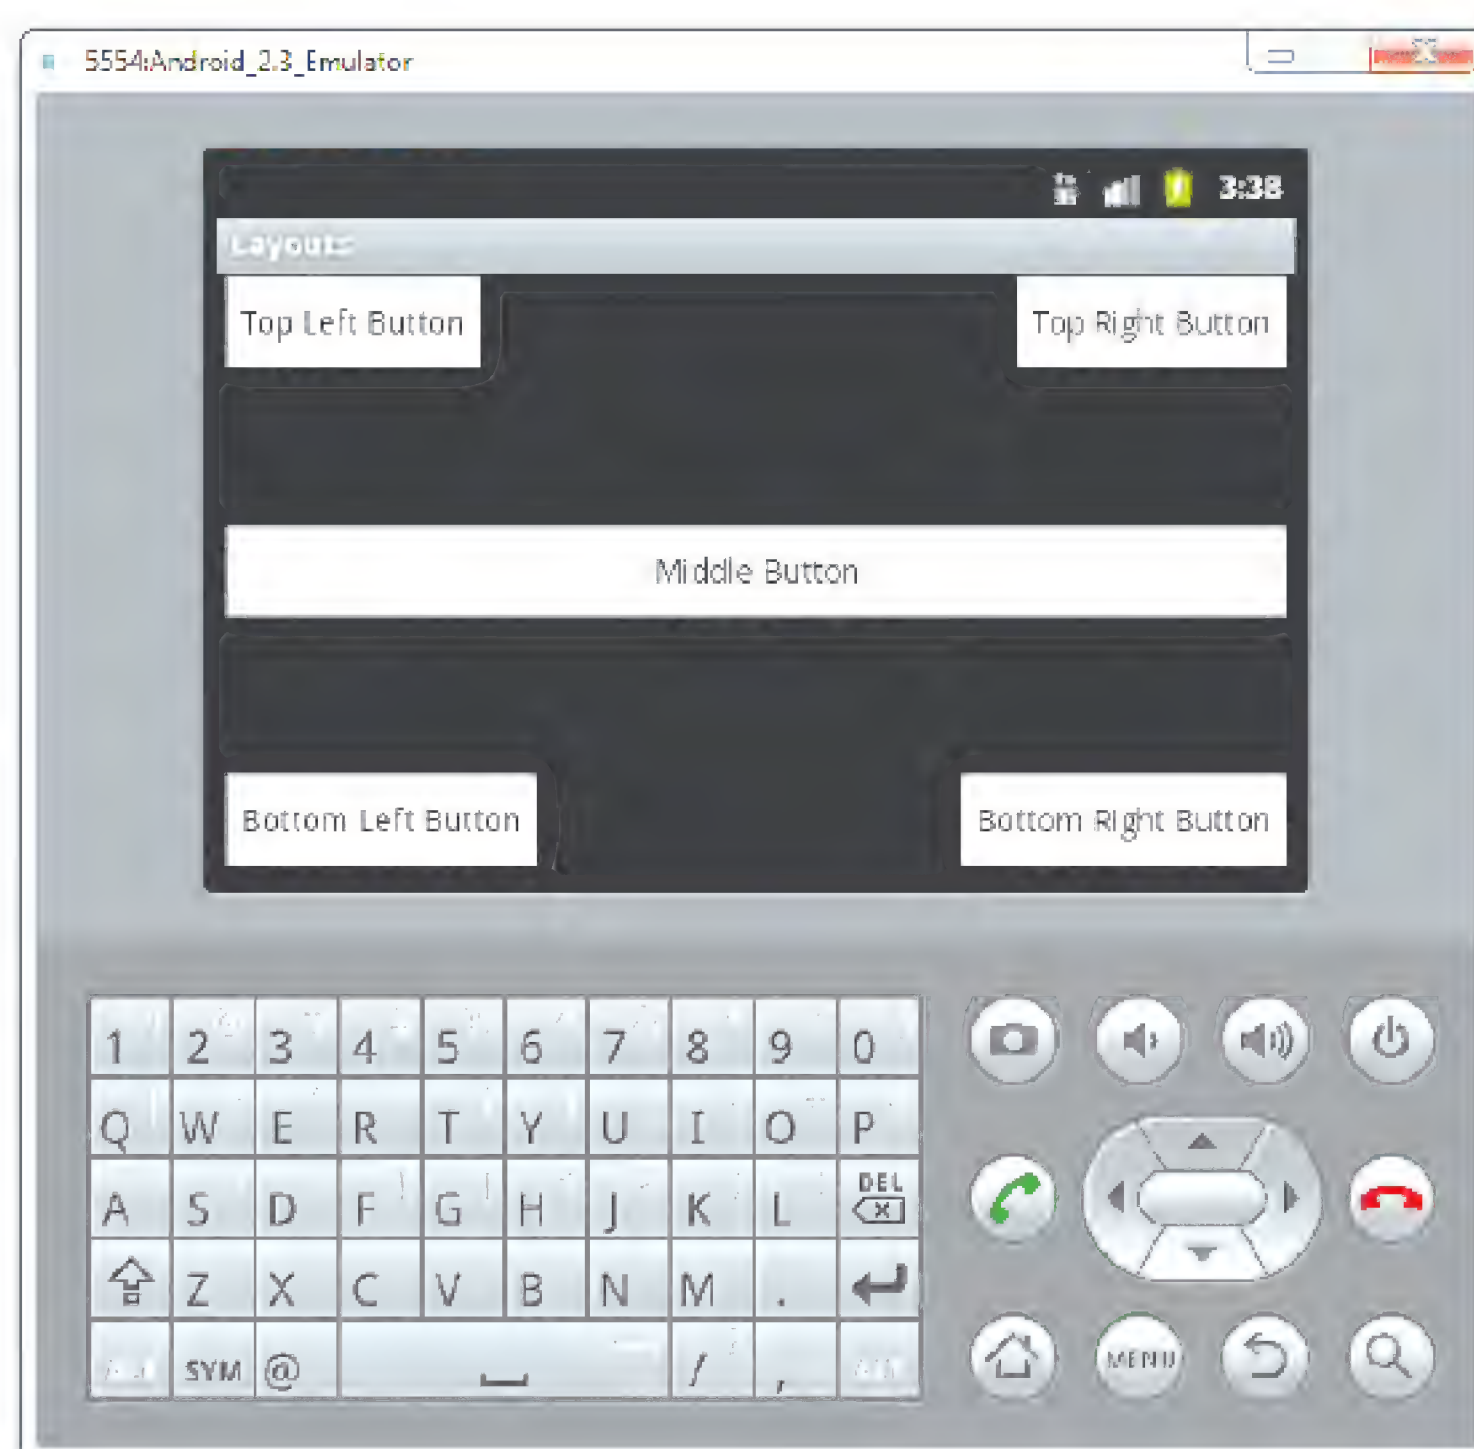 5554:Android_2.3_Emulator
3:38
Layouts
Top Left Button
Top Right Button
Middle Button
Bottom Left Button
Bottom Right Button
1 2 3 4 5 6 7 8 9 0
Q W E R T Y U I O P
A S D F G H J K L DEL
Z X C V B N M .
SYM @ / ,
MENU